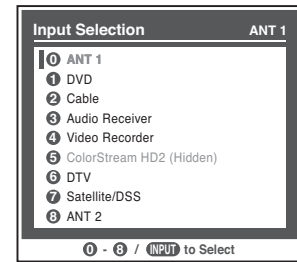 Input Selection ANT 1
0 ANT 1
1 DVD
2 Cable
3 Audio Receiver
4 Video Recorder
5 ColorStream HD2 (Hidden)
6 DTV
7 Satellite/DSS
8 ANT 2
0 - 8 / INPUT to Select